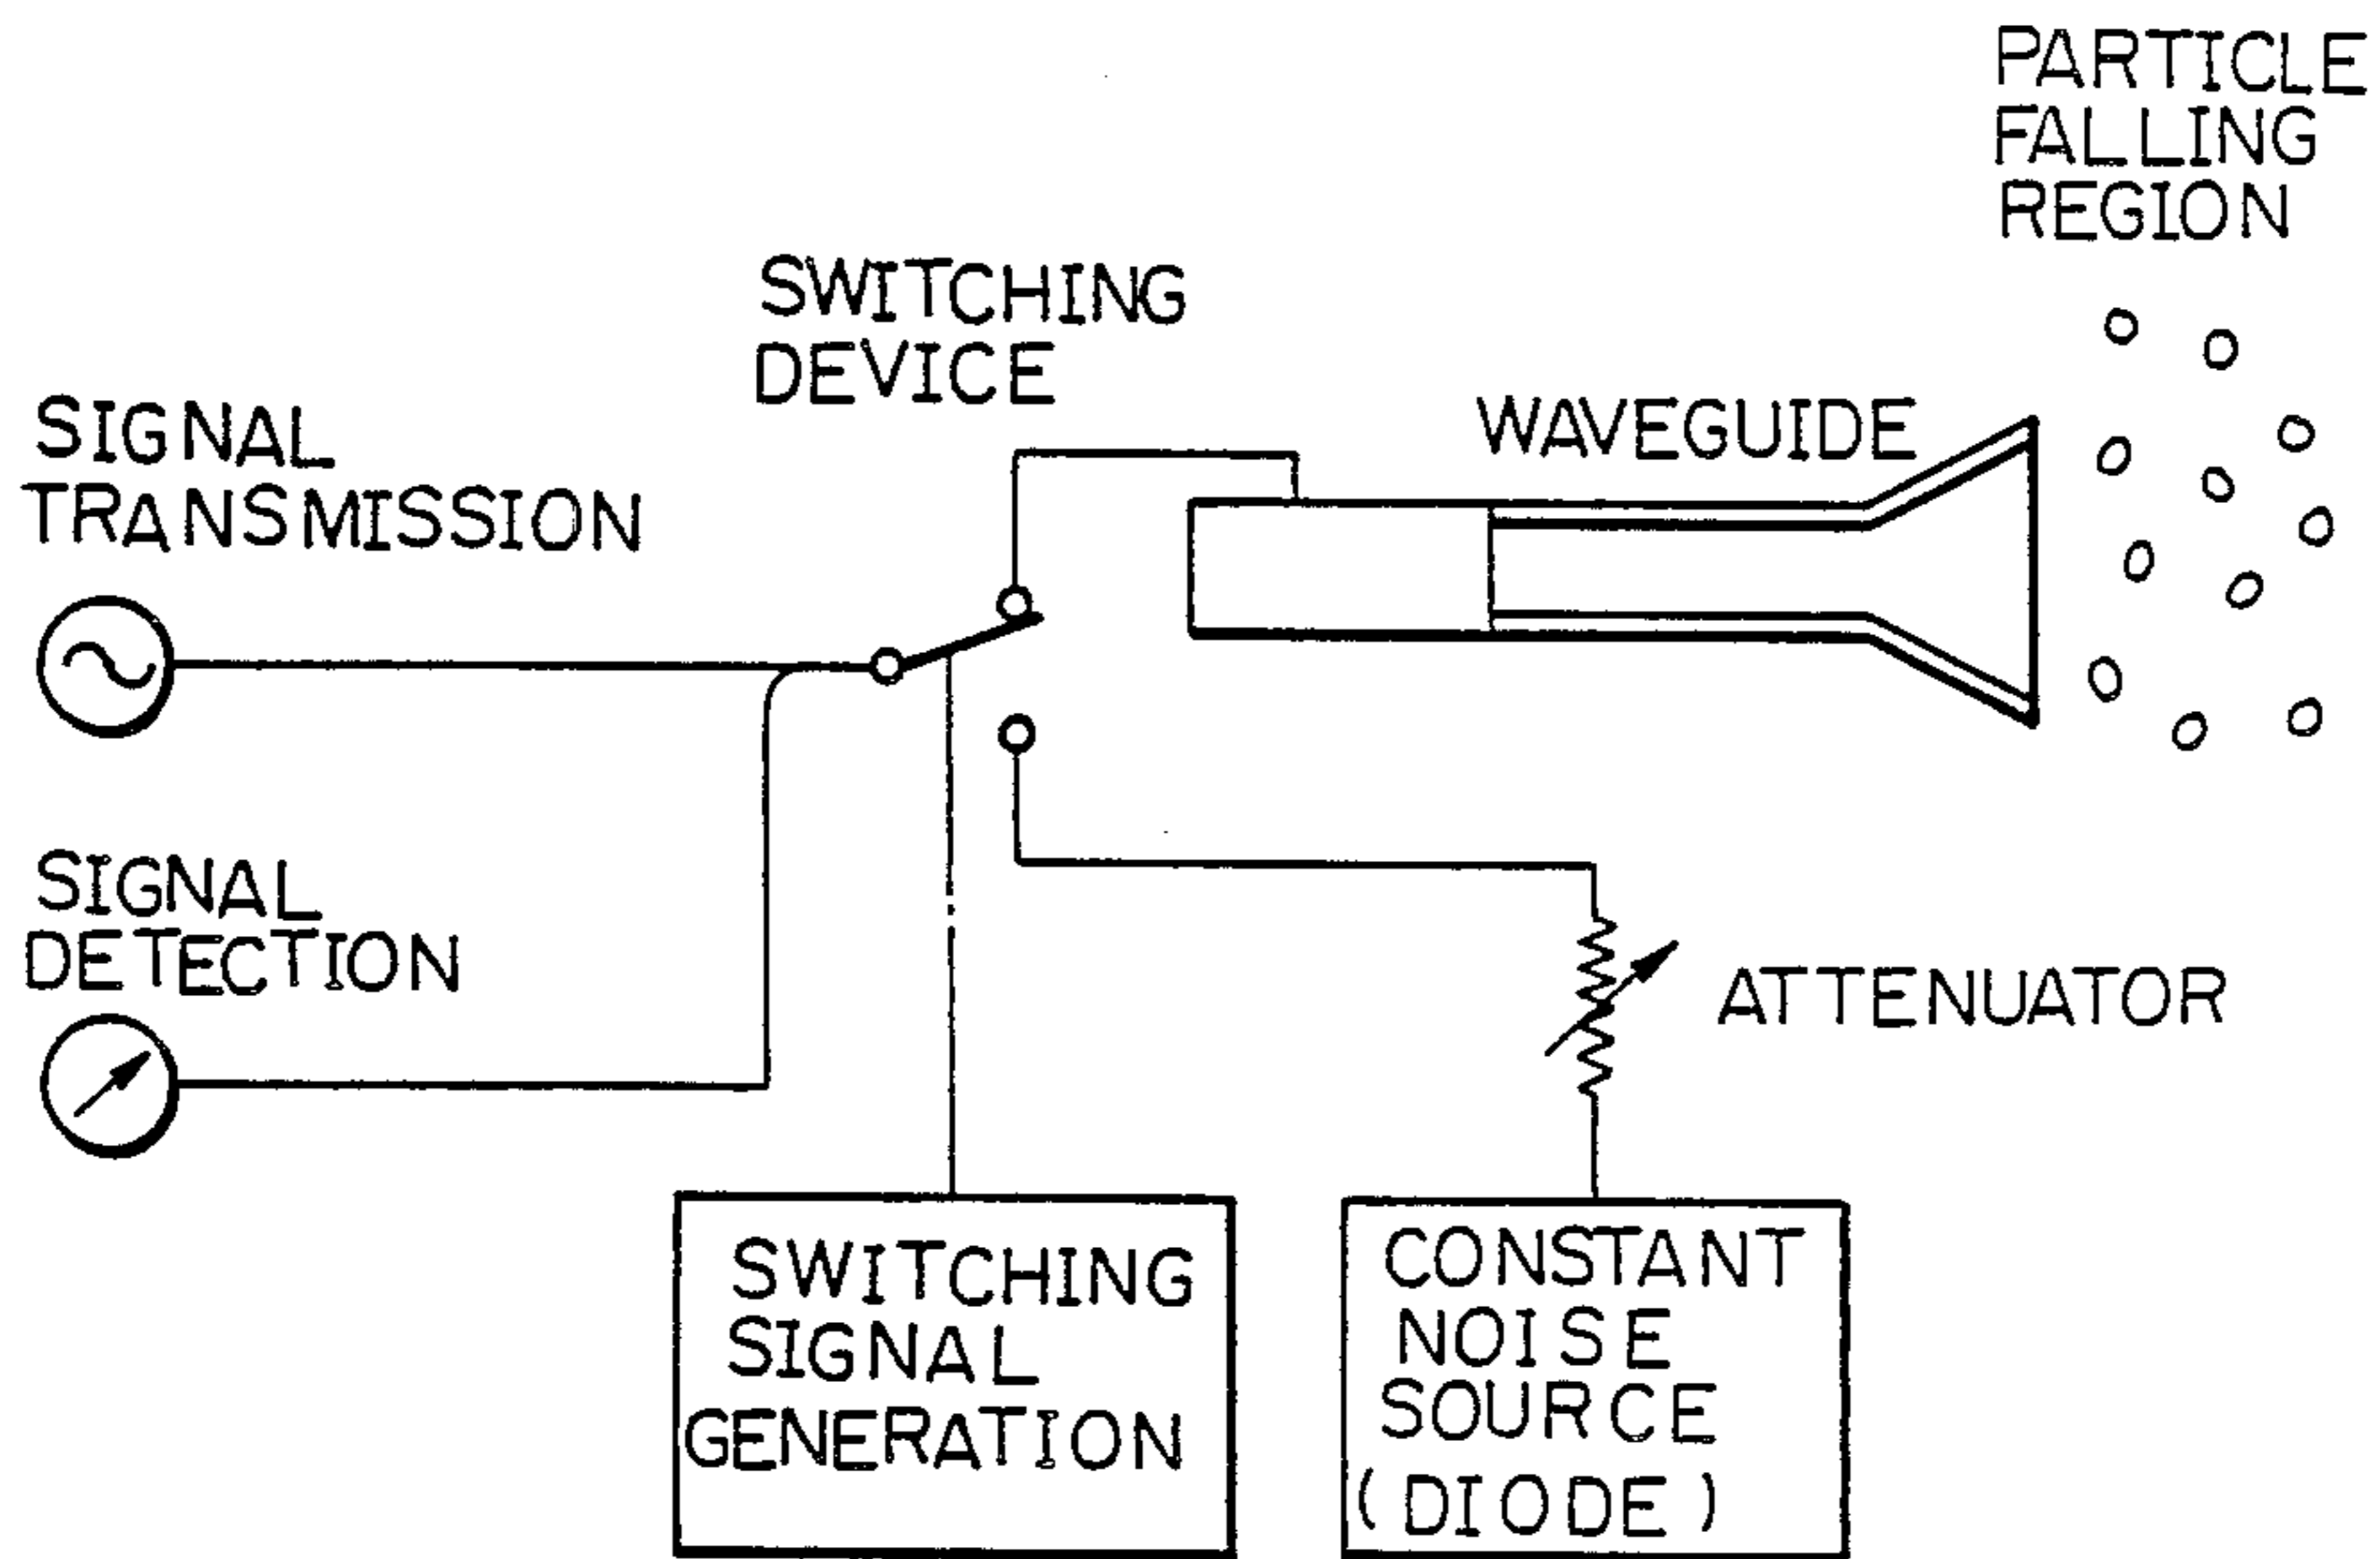 PARTICLE
FALLING
REGION
SWITCHING
DEVICE
WAVEGUIDE
SIGNAL
TRANSMISSION
SIGNAL
DETECTION
ATTENUATOR
SWITCHING
SIGNAL
GENERATION
CONSTANT
NOISE
SOURCE
(DIODE)